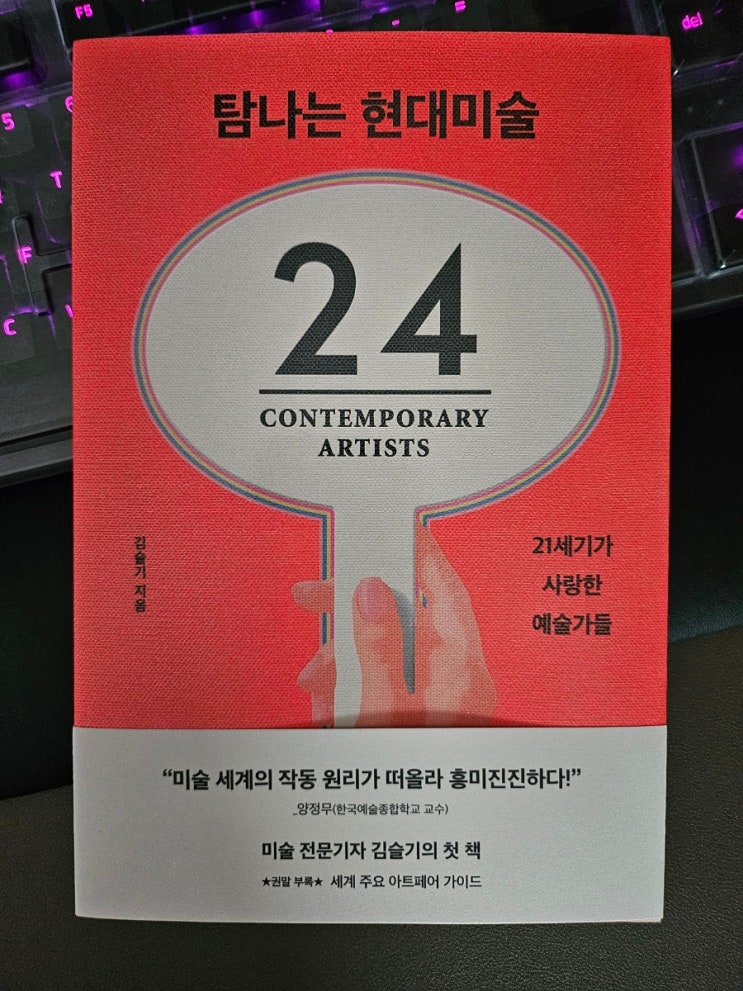 F5
del
5
6
T
F
C
탐나는 현대미술
24
CONTEMPORARY
ARTISTS
김슬기 지음
21세기가
사랑한
예술가들
“미술 세계의 작동 원리가 떠올라 흥미진진하다!”
_양정무(한국예술종합학교 교수)
미술 전문기자 김슬기의 첫 책
★권말 부록★ 세계 주요 아트페어 가이드